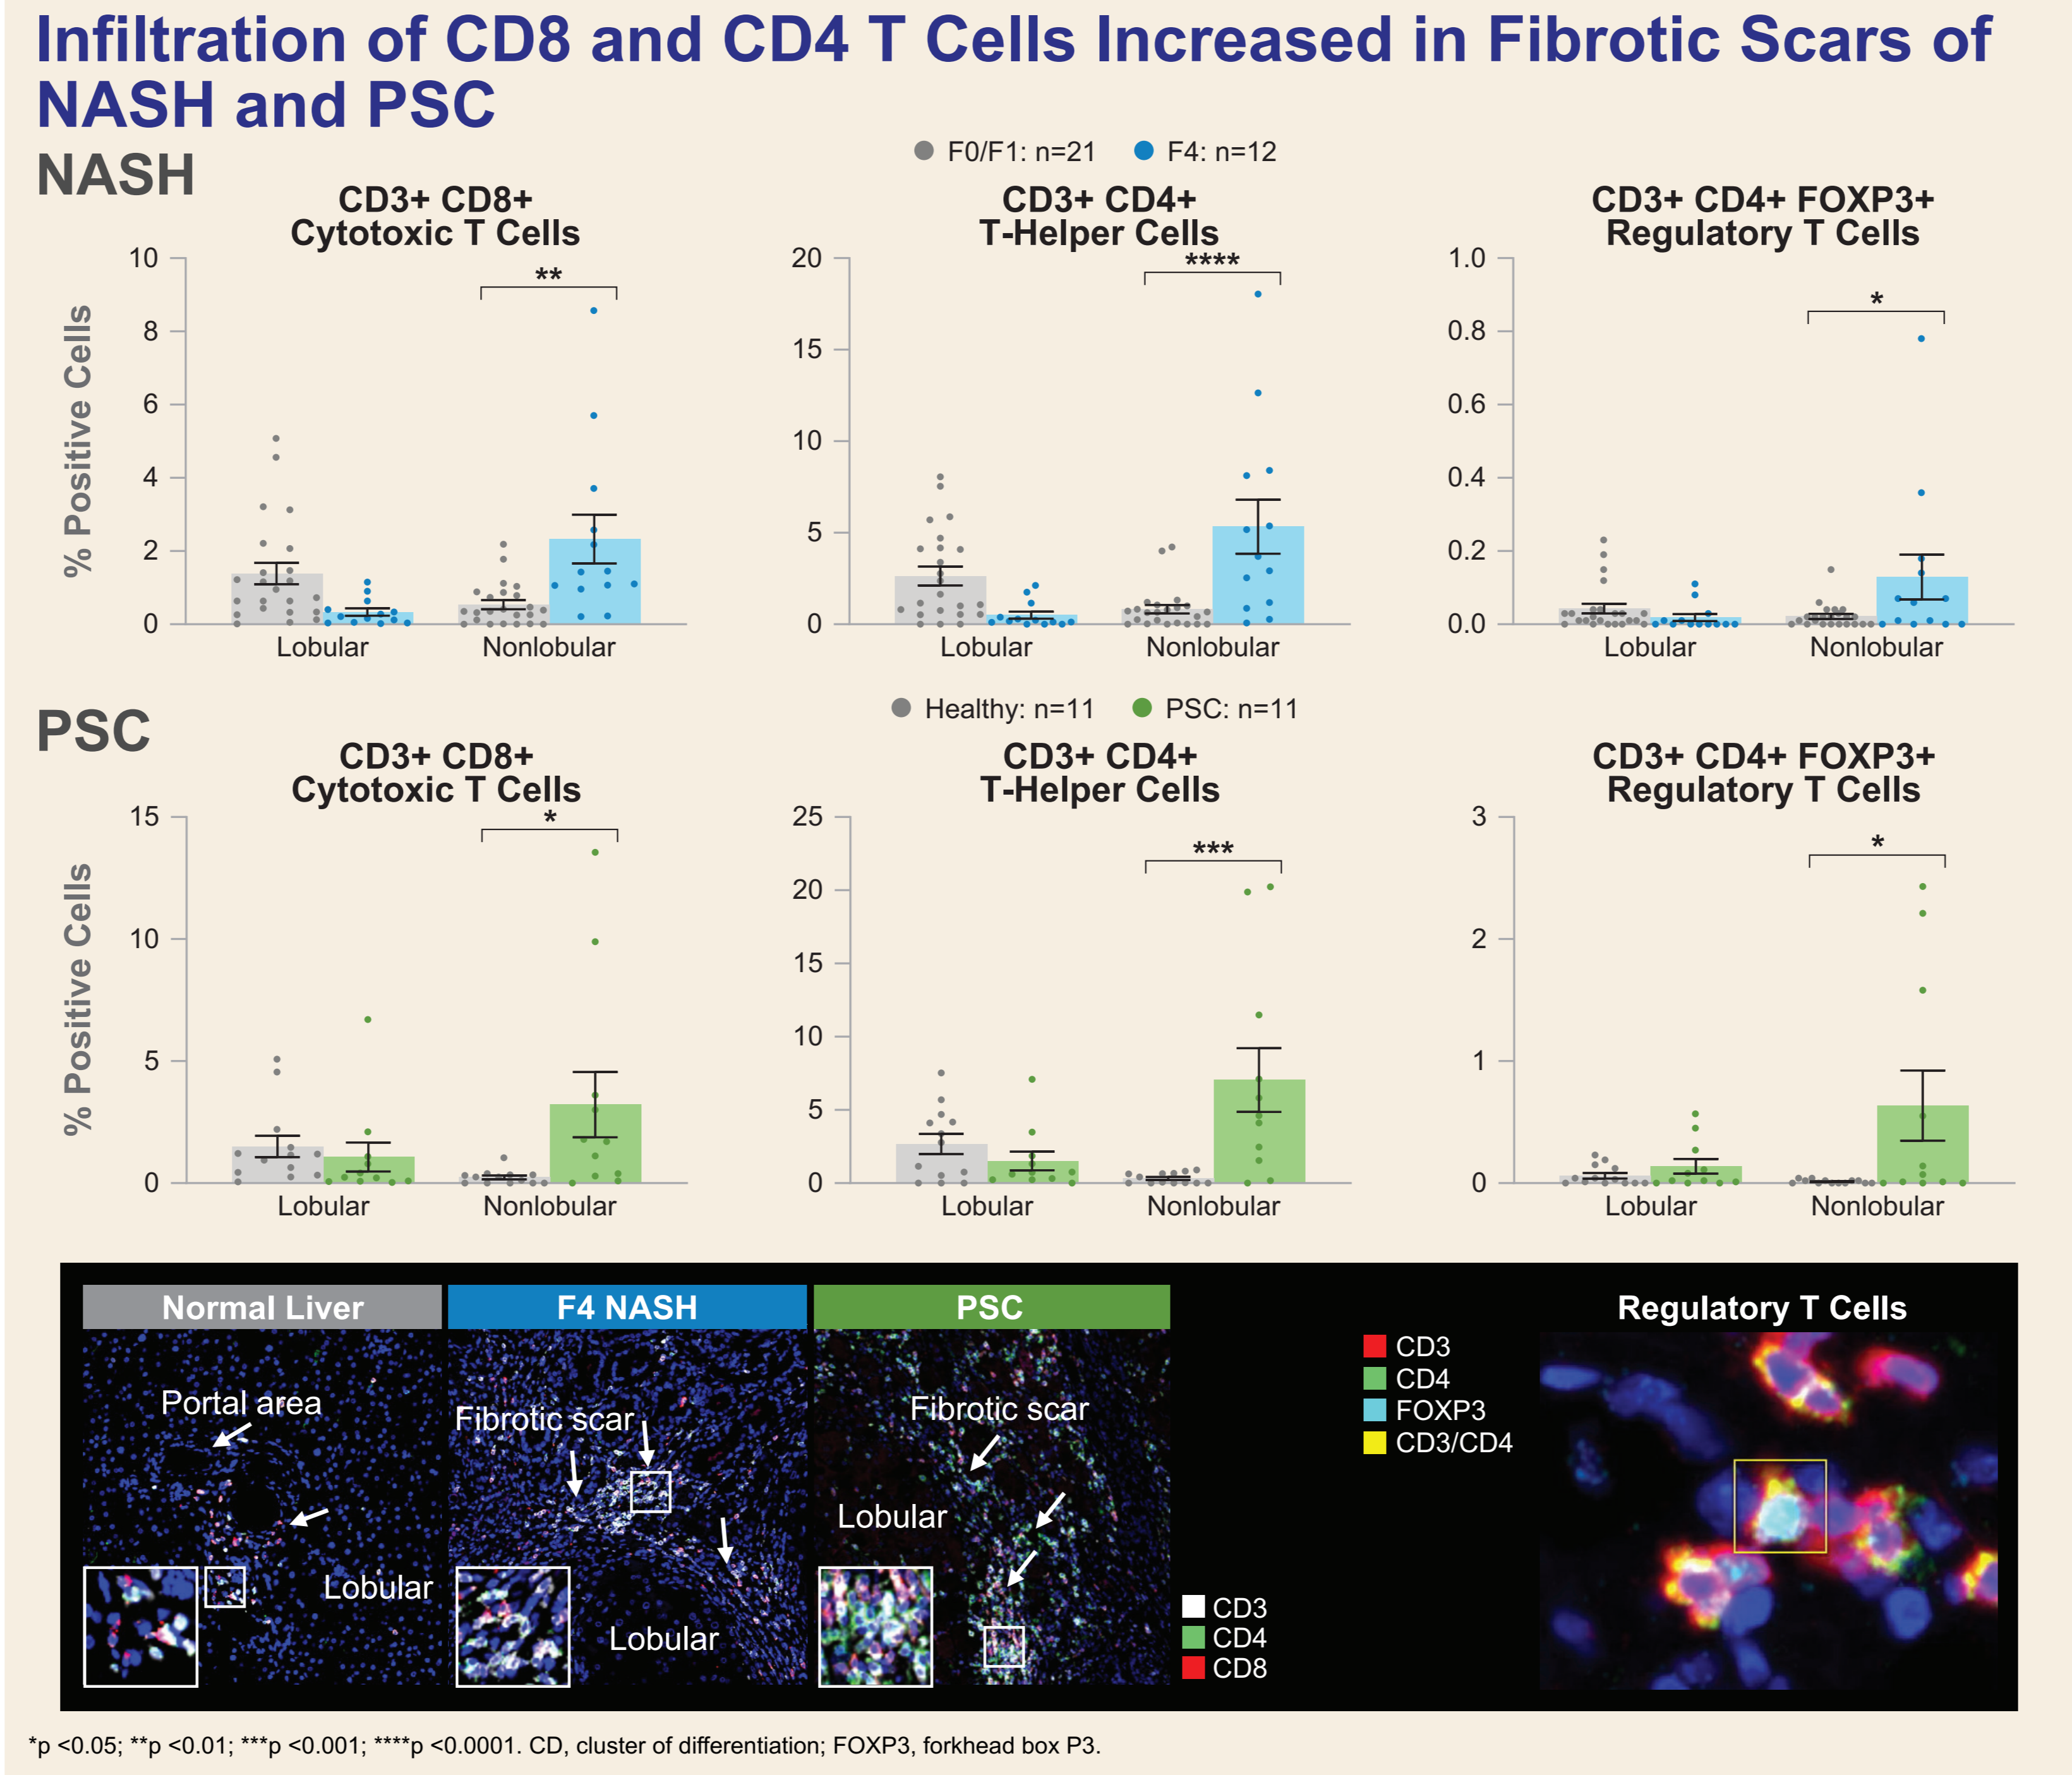 Infiltration of CD8 and CD4 T Cells Increased in Fibrotic Scars of
NASH and PSC
NASH
F0/F1: n=21 F4: n=12
CD3+ CD8+
Cytotoxic T Cells
% Positive Cells
10
8
6
4
2
0
**
Lobular Nonlobular
CD3+ CD4+
T-Helper Cells
20
15
10
5
0
****
Lobular Nonlobular
CD3+ CD4+ FOXP3+
Regulatory T Cells
1.0
0.8
0.6
0.4
0.2
0.0
*
Lobular Nonlobular
PSC
Healthy: n=11 PSC: n=11
CD3+ CD8+
Cytotoxic T Cells
% Positive Cells
15
10
5
0
*
Lobular Nonlobular
CD3+ CD4+
T-Helper Cells
25
20
15
10
5
0
***
Lobular Nonlobular
CD3+ CD4+ FOXP3+
Regulatory T Cells
3
2
1
0
*
Lobular Nonlobular
Normal Liver
Portal area
Lobular
F4 NASH
Fibrotic scar
Lobular
PSC
Fibrotic scar
Lobular
CD3
CD4
CD8
Regulatory T Cells
CD3
CD4
FOXP3
CD3/CD4
*p <0.05; **p <0.01; ***p <0.001; ****p <0.0001. CD, cluster of differentiation; FOXP3, forkhead box P3.